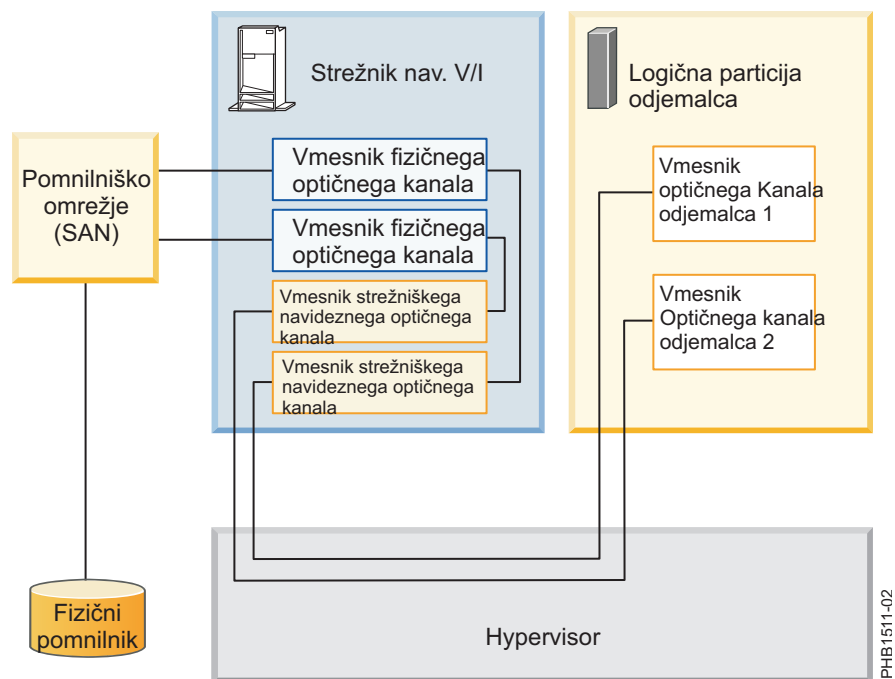 Strežnik nav. V/I
Logična particija
odjemalca
Pomnilniško
omrežje
(SAN)
Vmesnik fizičnega
optičnega kanala
Vmesnik fizičnega
optičnega kanala
Vmesnik strežniškega
navideznega optičnega
kanala
Vmesnik strežniškega
navideznega optičnega
kanala
Vmesnik
optičnega Kanala
odjemalca 1
Vmesnik
Optičnega kanala
odjemalca 2
Fizični
pomnilnik
Hypervisor
PHB1511-02